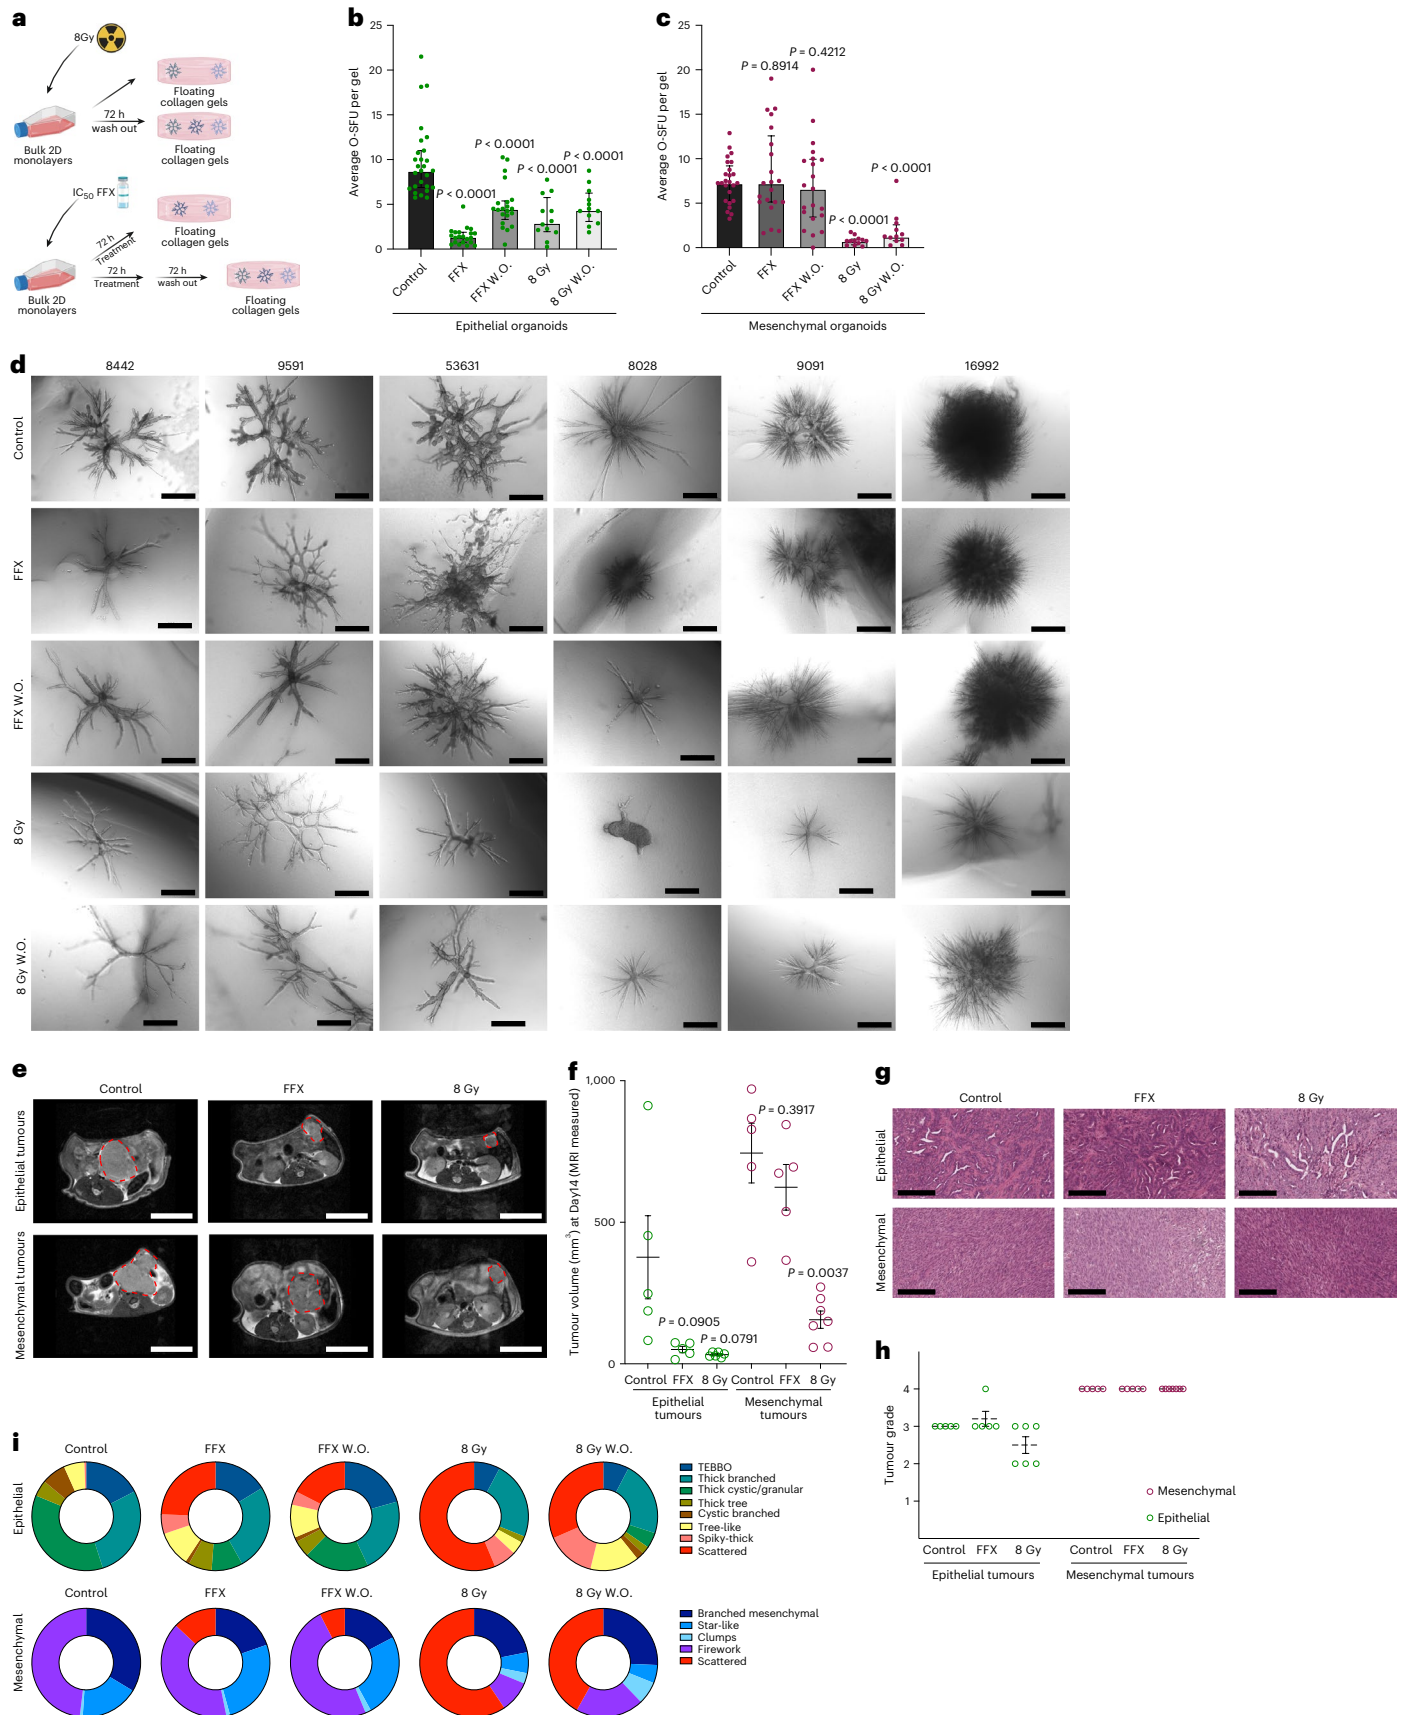 a
8Gy
Bulk 2D
monolayers
72 h
wash out
Floating
collagen gels
Floating
collagen gels
IC50 FFX
Bulk 2D
monolayers
72 h
Treatment
Floating
collagen gels
72 h
Treatment
72 h
wash out
Floating
collagen gels
b
Average O-SFU per gel
25
20
15
10
5
0
P < 0.0001
P < 0.0001
P < 0.0001
P < 0.0001
Control
FFX
FFX W.O.
8 Gy
8 Gy W.O.
Epithelial organoids
c
Average O-SFU per gel
25
20
15
10
5
0
P = 0.8914
P = 0.4212
P < 0.0001
P < 0.0001
Control
FFX
FFX W.O.
8 Gy
8 Gy W.O.
Mesenchymal organoids
d
8442
9591
53631
8028
9091
16992
Control
FFX
FFX W.O.
8 Gy
8 Gy W.O.
e
Control
FFX
8 Gy
Epithelial tumours
Mesenchymal tumours
f
Tumour volume (mm3) at Day14 (MRI measured)
1,000
500
0
P = 0.0905
P = 0.0791
P = 0.3917
P = 0.0037
Control FFX 8 Gy Control FFX 8 Gy
Epithelial
tumours
Mesenchymal
tumours
g
Control
FFX
8 Gy
Epithelial
Mesenchymal
h
Tumour grade
4
3
2
1
Mesenchymal
Epithelial
Control FFX 8 Gy Control FFX 8 Gy
Epithelial tumours
Mesenchymal tumours
i
Control
FFX
FFX W.O.
8 Gy
8 Gy W.O.
Epithelial
TEBBO
Thick branched
Thick cystic/granular
Thick tree
Cystic branched
Tree-like
Spiky-thick
Scattered
Control
FFX
FFX W.O.
8 Gy
8 Gy W.O.
Mesenchymal
Branched mesenchymal
Star-like
Clumps
Firework
Scattered